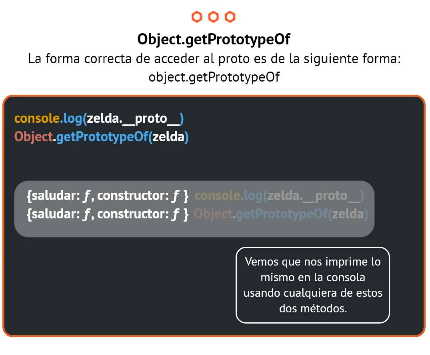 Object.getPrototypeOf
La forma correcta de acceder al proto es de la siguiente forma:
object.getPrototypeOf
console.log(zelda.__proto__)
Object.getPrototypeOf(zelda)
{saludar: ƒ, constructor: ƒ } console.log(zelda.__proto__)
{saludar: ƒ, constructor: ƒ } Object.getPrototypeOf(zelda)
Vemos que nos imprime lo
mismo en la consola
usando cualquiera de estos
dos métodos.